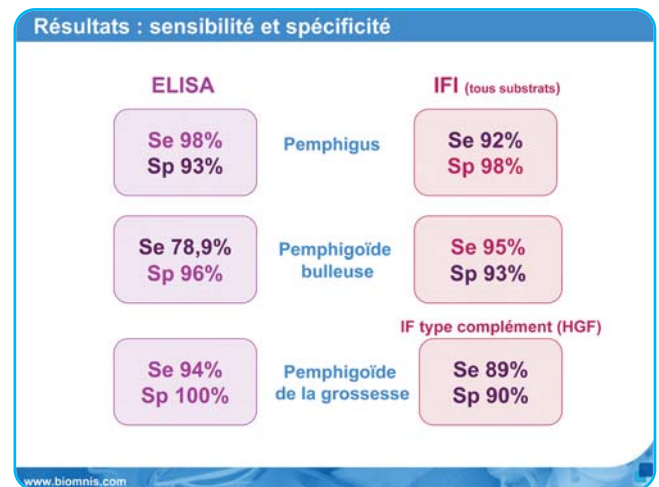 Résultats : sensibilité et spécificité
ELISA
IFI (tous substrats)
Se 98%
Sp 93%
Pemphigus
Se 92%
Sp 98%
Se 78,9%
Sp 96%
Pemphigoïde
bulleuse
Se 95%
Sp 93%
IF type complément (HGF)
Se 94%
Sp 100%
Pemphigoïde
de la grossesse
Se 89%
Sp 90%
www.biomnis.com